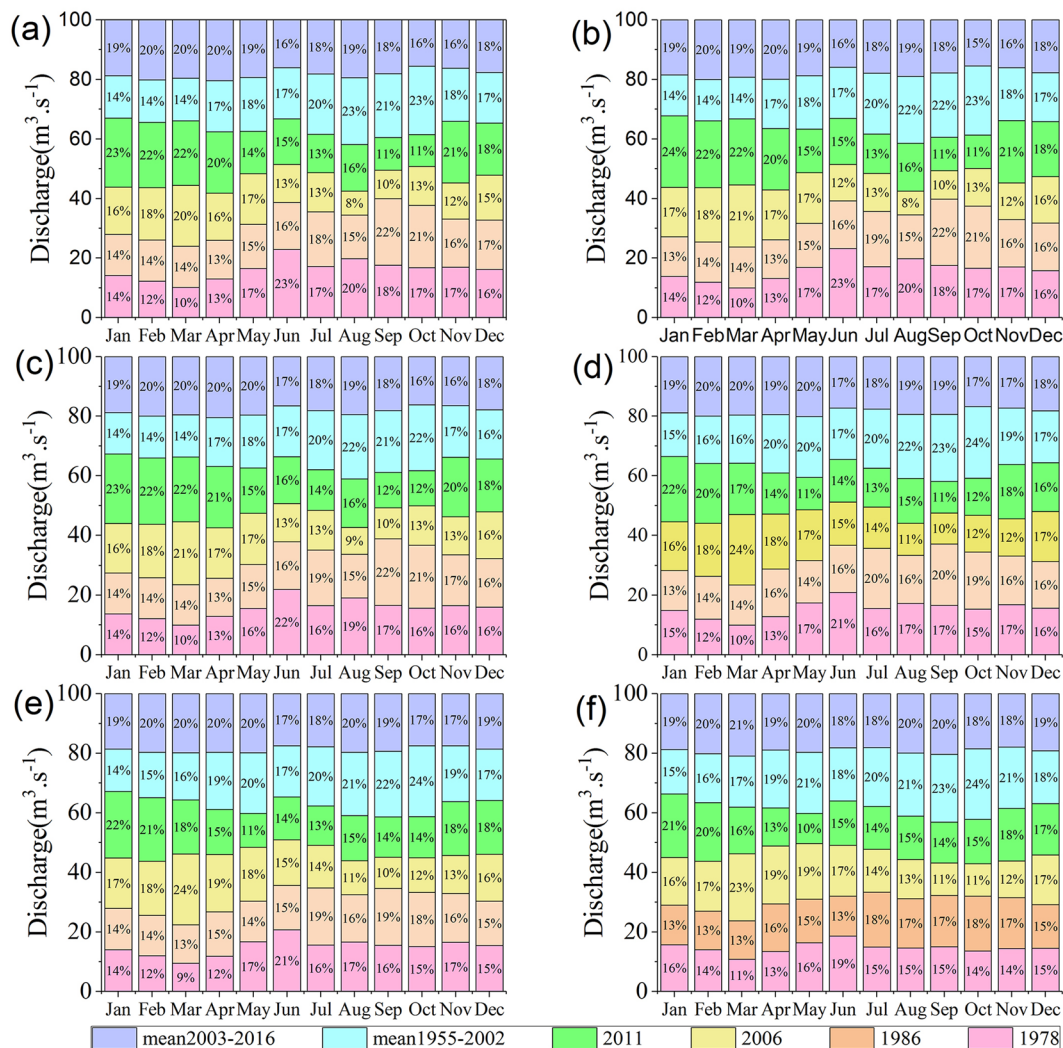 (a)
Discharge(m³.s-1)
100
80
60
40
20
0
19% 20% 20% 20% 19% 16% 18% 19% 18% 16% 16% 18%
14% 14% 14% 17% 18% 17% 20% 23% 21% 23% 18% 17%
23% 22% 22% 20% 14% 15% 13% 16% 11% 11% 21% 18%
16% 18% 20% 16% 17% 13% 13% 8% 10% 13% 12% 15%
14% 14% 14% 13% 15% 16% 18% 15% 22% 21% 16% 17%
14% 12% 10% 13% 17% 23% 17% 20% 18% 17% 17% 16%
Jan Feb Mar Apr May Jun Jul Aug Sep Oct Nov Dec
(b)
Discharge(m³.s-1)
100
80
60
40
20
0
19% 20% 19% 20% 19% 16% 18% 19% 18% 15% 16% 18%
14% 14% 14% 17% 18% 17% 20% 22% 22% 23% 18% 17%
24% 22% 22% 20% 15% 15% 13% 16% 11% 11% 21% 18%
17% 18% 21% 17% 17% 12% 13% 8% 10% 13% 12% 16%
13% 14% 14% 13% 15% 16% 19% 15% 22% 21% 16% 16%
14% 12% 10% 13% 17% 23% 17% 20% 18% 17% 17% 16%
Jan Feb Mar Apr May Jun Jul Aug Sep Oct Nov Dec
(c)
Discharge(m³.s-1)
100
80
60
40
20
0
19% 20% 20% 20% 20% 17% 18% 19% 18% 16% 16% 18%
14% 14% 14% 17% 18% 17% 20% 22% 21% 22% 17% 16%
23% 22% 22% 21% 15% 16% 14% 16% 12% 12% 20% 18%
16% 18% 21% 17% 17% 13% 13% 9% 10% 13% 13% 16%
14% 14% 14% 13% 15% 16% 19% 15% 22% 21% 17% 16%
14% 12% 10% 13% 16% 22% 16% 19% 17% 16% 16% 16%
Jan Feb Mar Apr May Jun Jul Aug Sep Oct Nov Dec
(d)
Discharge(m³.s-1)
100
80
60
40
20
0
19% 20% 20% 19% 20% 17% 18% 19% 19% 17% 17% 18%
15% 16% 16% 20% 20% 17% 20% 22% 23% 24% 19% 17%
22% 20% 17% 14% 11% 14% 13% 15% 11% 12% 18% 16%
16% 18% 24% 18% 17% 15% 14% 11% 10% 12% 12% 17%
13% 14% 14% 16% 14% 16% 20% 16% 20% 19% 16% 16%
15% 12% 10% 13% 17% 21% 16% 17% 17% 15% 17% 16%
Jan Feb Mar Apr May Jun Jul Aug Sep Oct Nov Dec
(e)
Discharge(m³.s-1)
100
80
60
40
20
0
19% 20% 20% 20% 20% 17% 18% 20% 19% 17% 17% 19%
14% 15% 16% 19% 20% 17% 20% 21% 22% 24% 19% 17%
22% 21% 18% 15% 11% 14% 13% 15% 14% 14% 18% 18%
17% 18% 24% 19% 18% 15% 14% 11% 10% 12% 13% 16%
14% 14% 13% 15% 14% 15% 19% 16% 19% 18% 16% 15%
14% 12% 9% 12% 17% 21% 16% 17% 16% 15% 17% 15%
Jan Feb Mar Apr May Jun Jul Aug Sep Oct Nov Dec
(f)
Discharge(m³.s-1)
100
80
60
40
20
0
19% 20% 21% 19% 20% 18% 18% 20% 20% 18% 18% 19%
15% 16% 17% 19% 21% 18% 20% 21% 23% 24% 21% 18%
21% 20% 16% 13% 10% 15% 14% 15% 14% 15% 18% 17%
16% 17% 23% 19% 19% 17% 12% 13% 11% 11% 12% 17%
13% 13% 13% 16% 15% 13% 18% 17% 17% 18% 17% 15%
16% 14% 11% 13% 16% 19% 15% 15% 15% 14% 14% 15%
Jan Feb Mar Apr May Jun Jul Aug Sep Oct Nov Dec
mean2003-2016 mean1955-2002 2011 2006 1986 1978